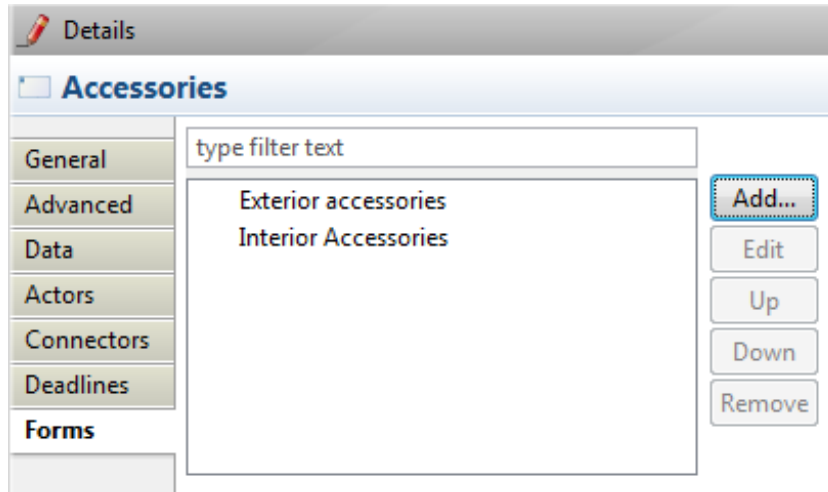 Details
Accessories
General
Advanced
Data
Actors
Connectors
Deadlines
Forms
type filter text
Exterior accessories
Interior Accessories
Add...
Edit
Up
Down
Remove